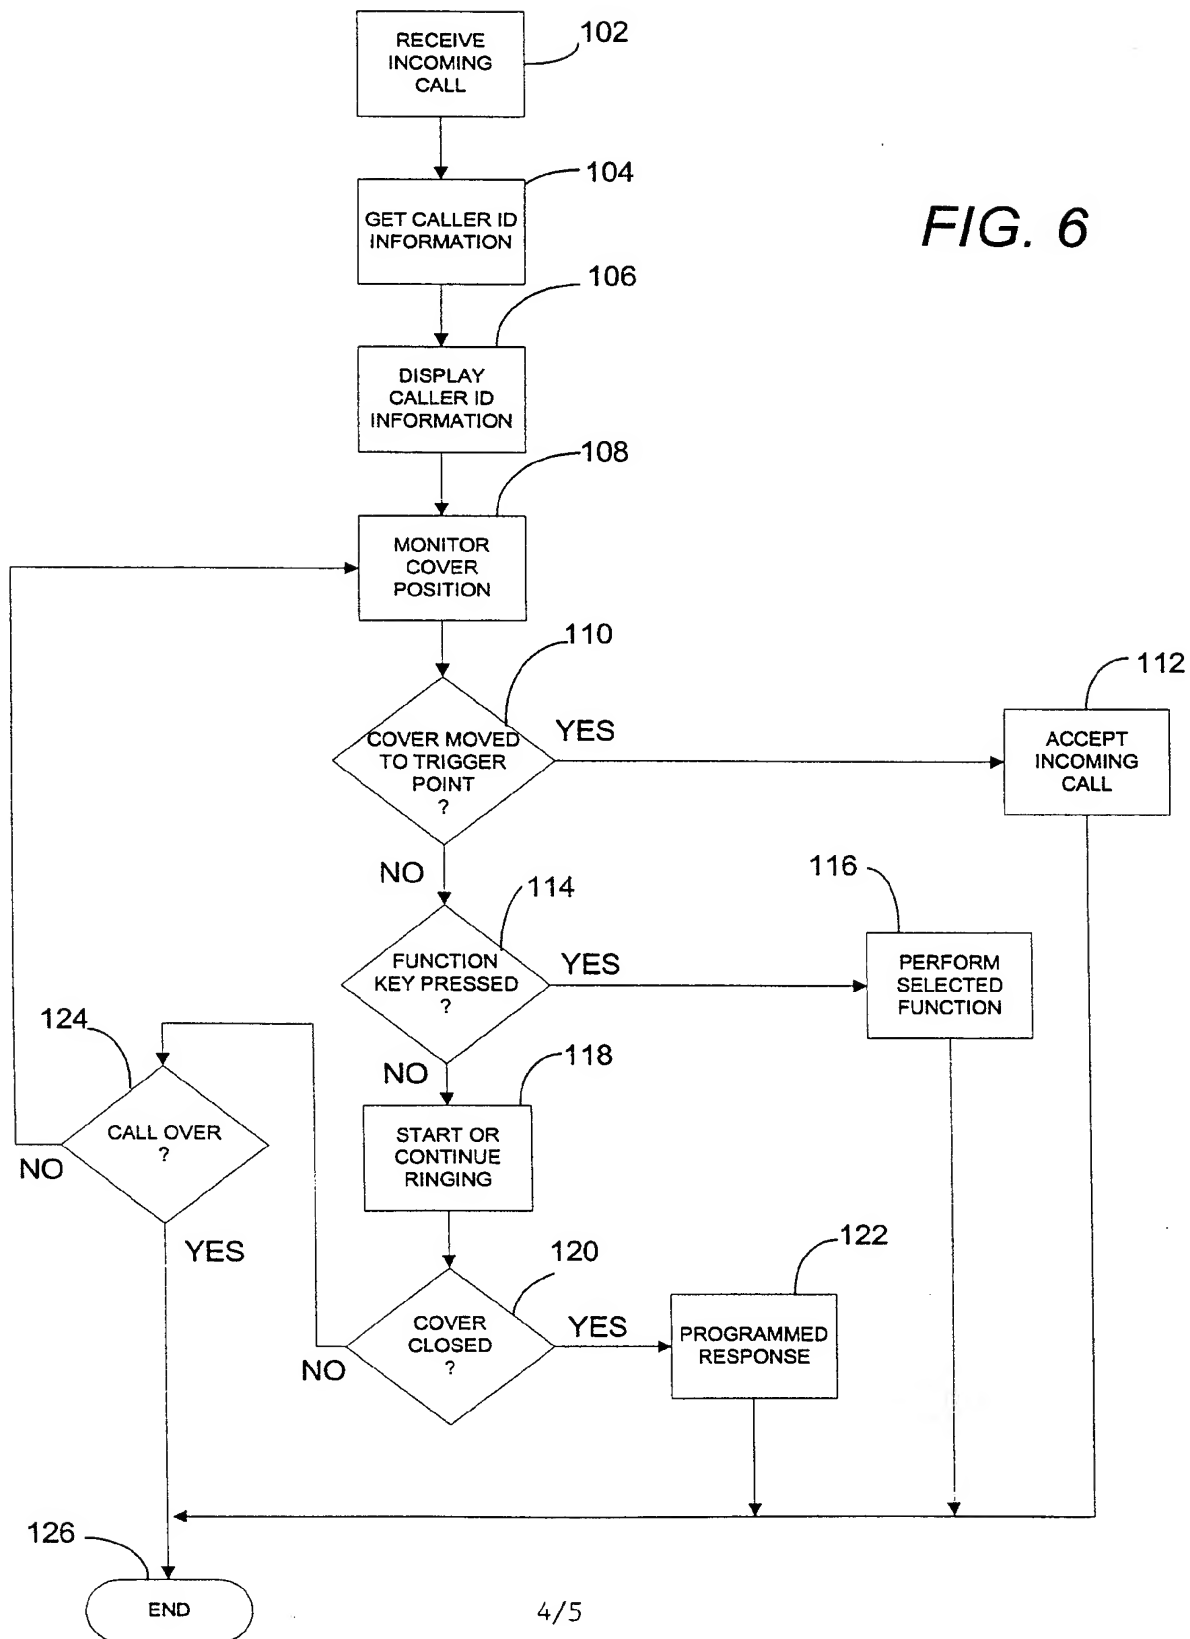 RECEIVE
INCOMING
CALL
102
104
GET CALLER ID
INFORMATION
FIG. 6
106
DISPLAY
CALLER ID
INFORMATION
108
MONITOR
COVER
POSITION
110
COVER MOVED
TO TRIGGER
POINT
?
YES
112
ACCEPT
INCOMING
CALL
NO
114
FUNCTION
KEY PRESSED
?
YES
116
PERFORM
SELECTED
FUNCTION
NO
118
START OR
CONTINUE
RINGING
124
CALL OVER
?
NO
YES
120
COVER
CLOSED
?
NO
YES
122
PROGRAMMED
RESPONSE
126
END
4/5